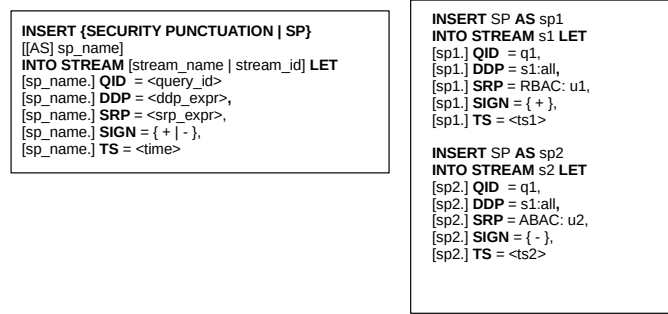 INSERT {SECURITY PUNCTUATION | SP}
[[AS] sp_name]
INTO STREAM [stream_name | stream_id] LET
[sp_name.] QID = <query_id>
[sp_name.] DDP = <ddp_expr>,
[sp_name.] SRP = <srp_expr>,
[sp_name.] SIGN = { + | - },
[sp_name.] TS = <time>
INSERT SP AS sp1
INTO STREAM s1 LET
[sp1.] QID = q1,
[sp1.] DDP = s1:all,
[sp1.] SRP = RBAC: u1,
[sp1.] SIGN = { + },
[sp1.] TS = <ts1>
INSERT SP AS sp2
INTO STREAM s2 LET
[sp2.] QID = q1,
[sp2.] DDP = s1:all,
[sp2.] SRP = ABAC: u2,
[sp2.] SIGN = { - },
[sp2.] TS = <ts2>